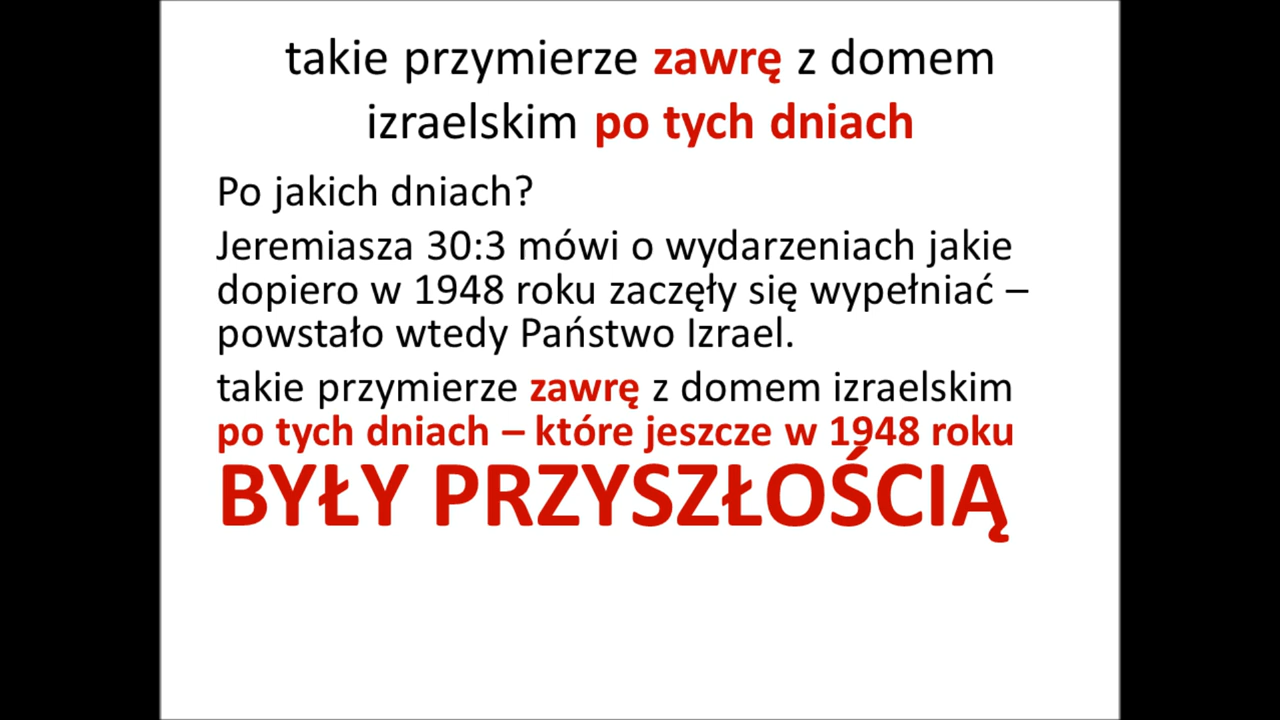 takie przymierze zawrę z domem
izraelskim po tych dniach
Po jakich dniach?
Jeremiasza 30:3 mówi o wydarzeniach jakie
dopiero w 1948 roku zaczęły się wypełniać –
powstało wtedy Państwo Izrael.
takie przymierze zawrę z domem izraelskim
po tych dniach – które jeszcze w 1948 roku
BYŁY PRZYSZŁOŚCIĄ